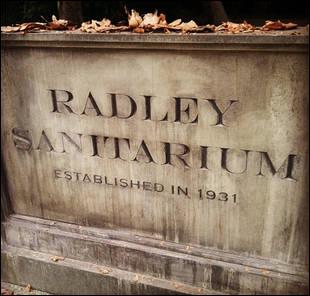 RADLEY
SANITARIUM
ESTABLISHED IN 1931